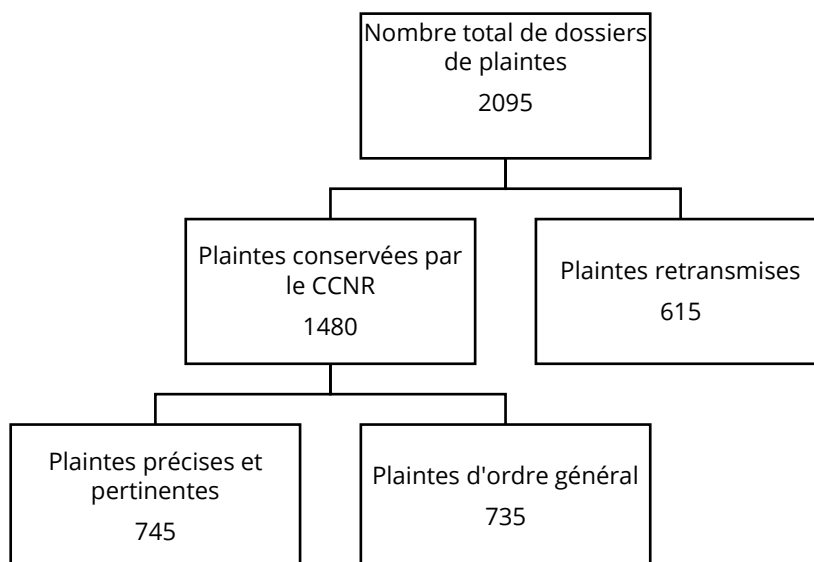 Nombre total de dossiers
de plaintes
2095
Plaintes conservées par
le CCNR
1480
Plaintes retransmises
615
Plaintes précises et
pertinentes
745
Plaintes d'ordre général
735